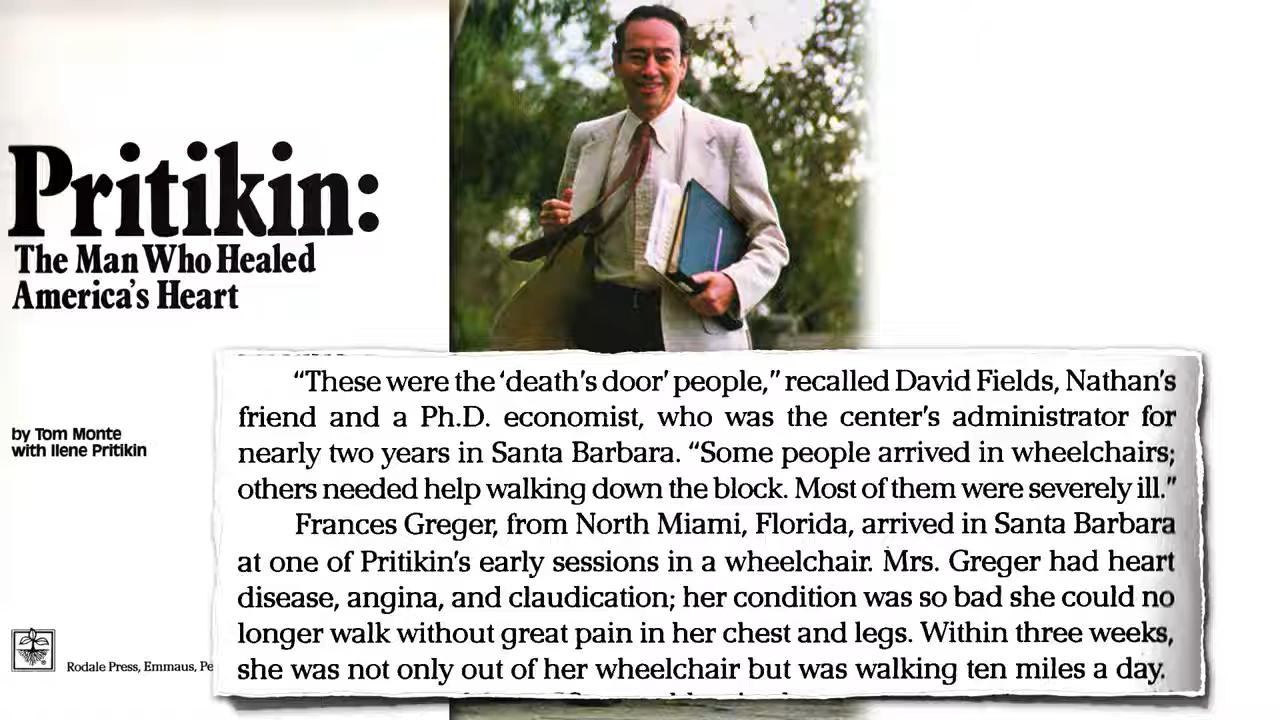 Pritikin:
The Man Who Healed
America's Heart
by Tom Monte
with Ilene Pritikin
Rodale Press, Emmaus, Pe
“These were the ‘death’s door’ people,” recalled David Fields, Nathan’s
friend and a Ph.D. economist, who was the center’s administrator for
nearly two years in Santa Barbara. “Some people arrived in wheelchairs;
others needed help walking down the block. Most of them were severely ill.”
Frances Greger, from North Miami, Florida, arrived in Santa Barbara
at one of Pritikin’s early sessions in a wheelchair. Mrs. Greger had heart
disease, angina, and claudication; her condition was so bad she could no
longer walk without great pain in her chest and legs. Within three weeks,
she was not only out of her wheelchair but was walking ten miles a day.